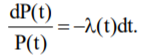 dP(t)/P(t) = −λ(t)dt.